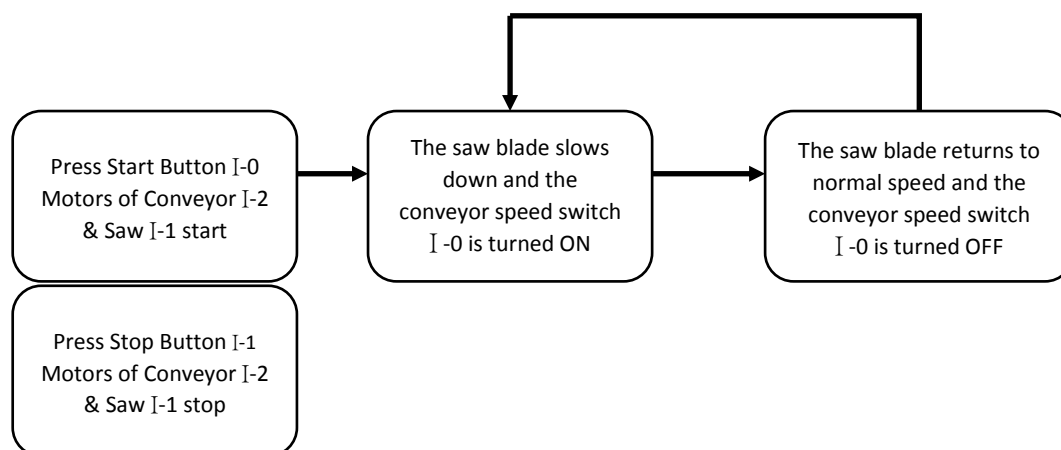 Press Start Button I-0
Motors of Conveyor I-2
& Saw I-1 start
The saw blade slows
down and the
conveyor speed switch
I -0 is turned ON
The saw blade returns to
normal speed and the
conveyor speed switch
I -0 is turned OFF
Press Stop Button I-1
Motors of Conveyor I-2
& Saw I-1 stop